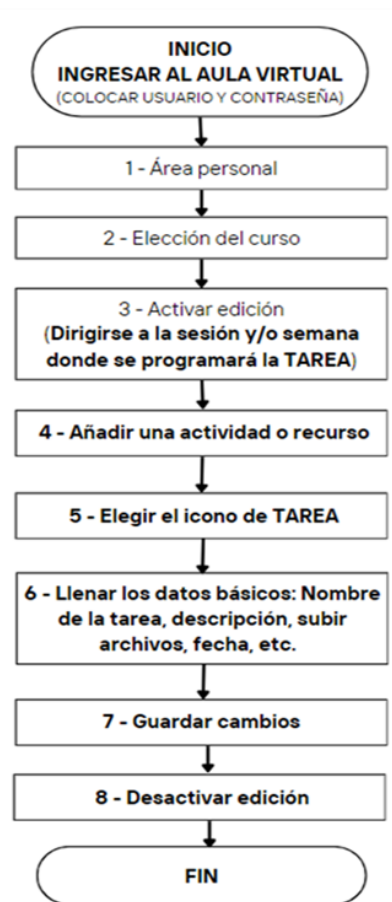 INICIO
INGRESAR AL AULA VIRTUAL
(COLOCAR USUARIO Y CONTRASEÑA)
1 - Área personal
2 - Elección del curso
3 - Activar edición
(Dirigirse a la sesión y/o semana
donde se programará la TAREA)
4 - Añadir una actividad o recurso
5 - Elegir el icono de TAREA
6 - Llenar los datos básicos: Nombre
de la tarea, descripción, subir
archivos, fecha, etc.
7 - Guardar cambios
8 - Desactivar edición
FIN